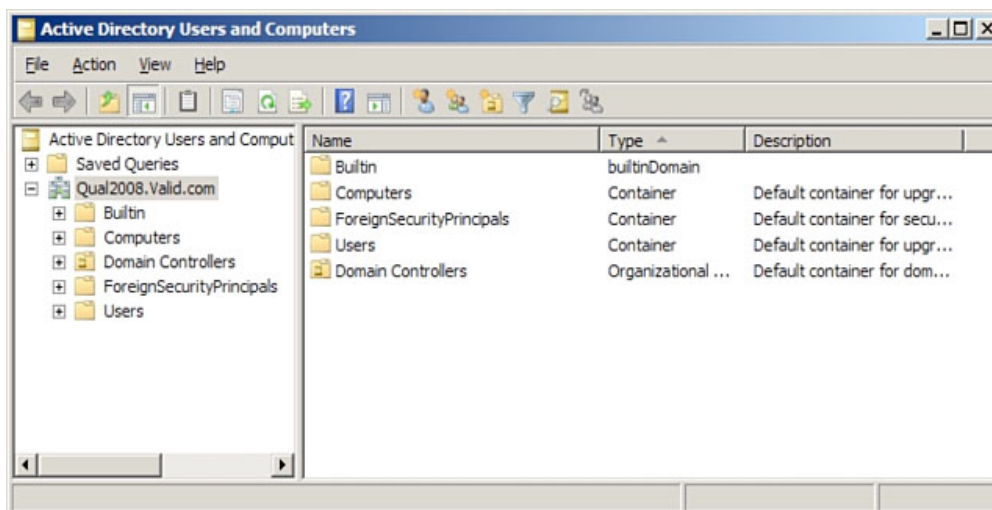 Active Directory Users and Computers
File Action View Help
Active Directory Users and Comput
Saved Queries
Qual2008.Valid.com
Builtin
Computers
Domain Controllers
ForeignSecurityPrincipals
Users
Name Type Description
Builtin builtinDomain
Computers Container Default container for upgr...
ForeignSecurityPrincipals Container Default container for secu...
Users Container Default container for upgr...
Domain Controllers Organizational ... Default container for dom...